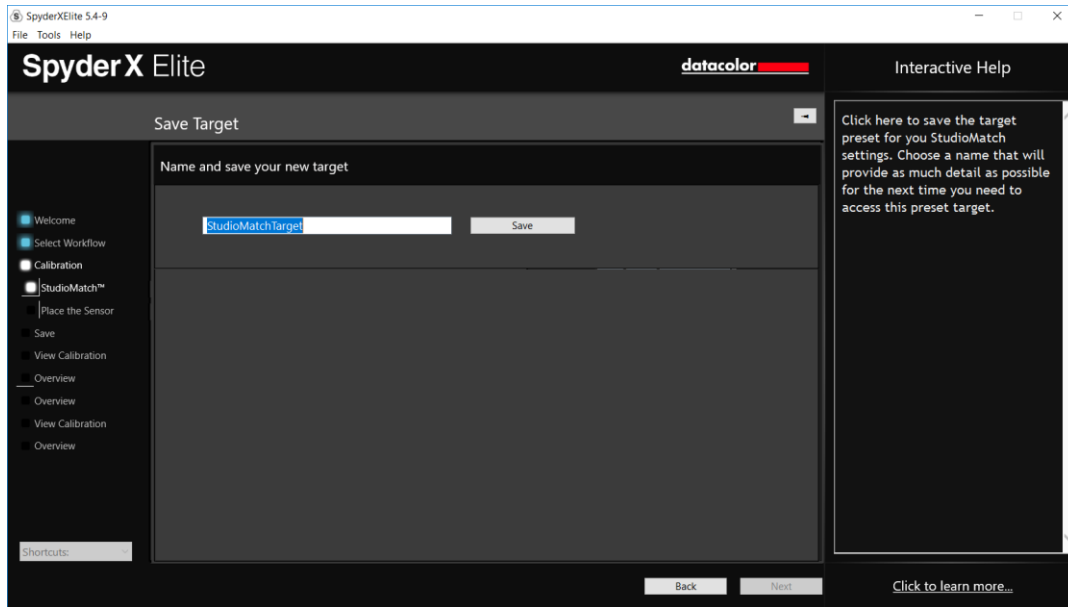 SpyderXElite 5.4-9
File Tools Help
SpyderX Elite
datacolor
Interactive Help
Save Target
Name and save your new target
StudioMatchTarget
Save
Welcome
Select Workflow
Calibration
StudioMatch™
Place the Sensor
Save
View Calibration
Overview
Overview
View Calibration
Overview
Shortcuts:
Click here to save the target
preset for you StudioMatch
settings. Choose a name that will
provide as much detail as possible
for the next time you need to
access this preset target.
Back
Next
Click to learn more...